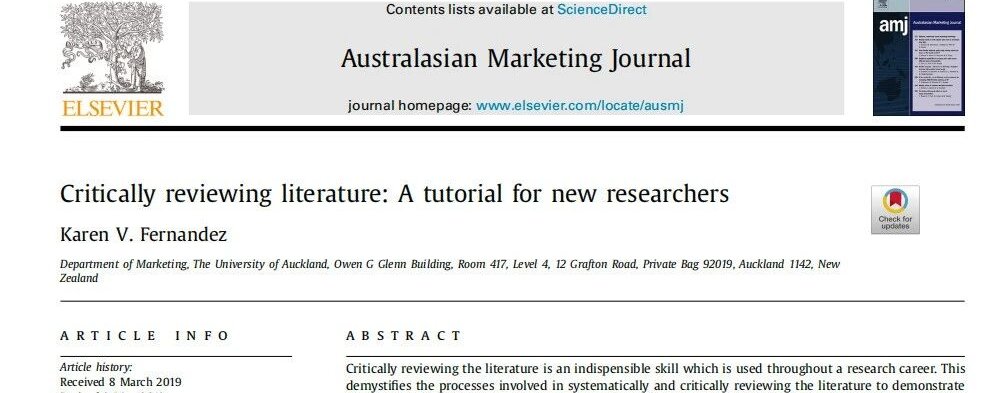 Contents lists available at ScienceDirect
Australasian Marketing Journal
journal homepage: www.elsevier.com/locate/ausmj
ELSEVIER
amj
Australasian Marketing Journal
Critically reviewing literature: A tutorial for new researchers
Check for
updates
Karen V. Fernandez
Department of Marketing, The University of Auckland, Owen G Glenn Building, Room 417, Level 4, 12 Grafton Road, Private Bag 92019, Auckland 1142, New
Zealand
ARTICLE INFO
Article history:
Received 8 March 2019
ABSTRACT
Critically reviewing the literature is an indispensible skill which is used throughout a research career. This
demystifies the processes involved in systematically and critically reviewing the literature to demonstrate